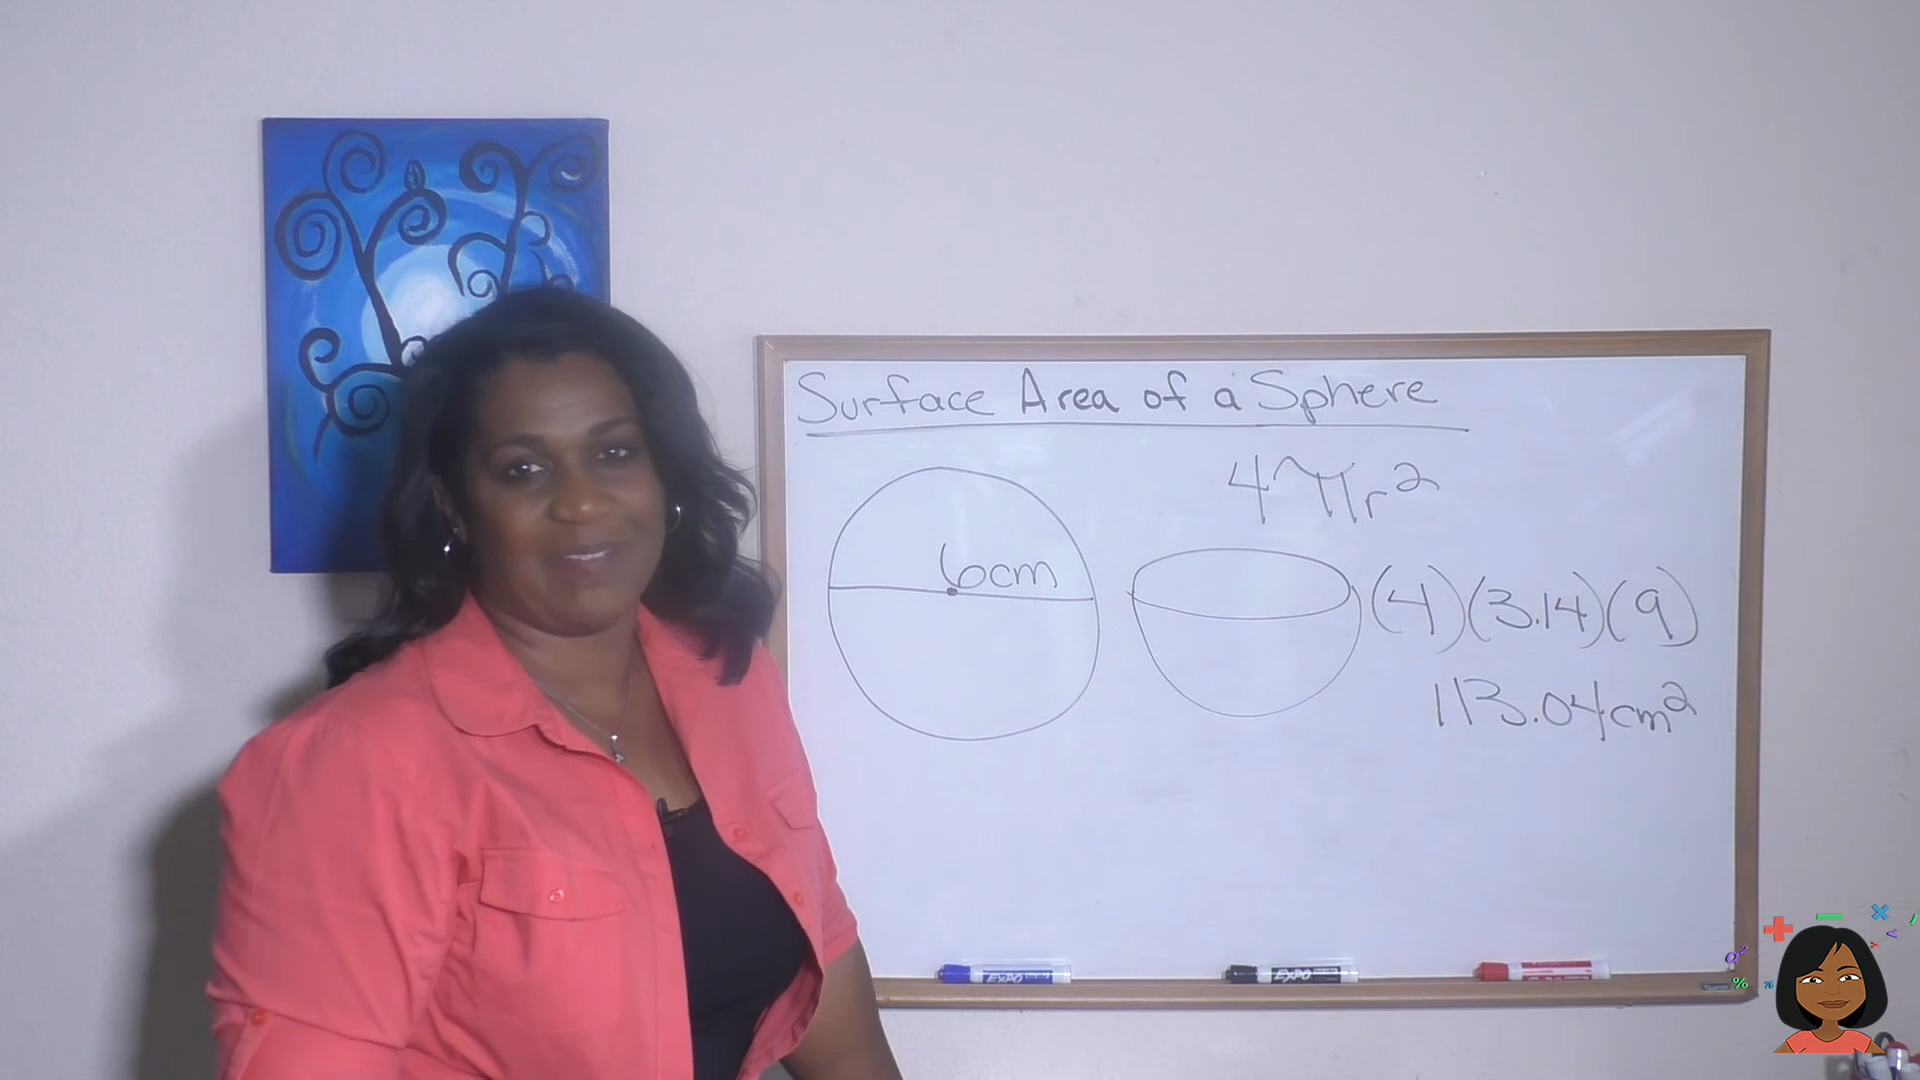 Surface Area of a Sphere
4πr²
6cm
(4)(3.14)(9)
113.04cm²
EXPO
EXPO